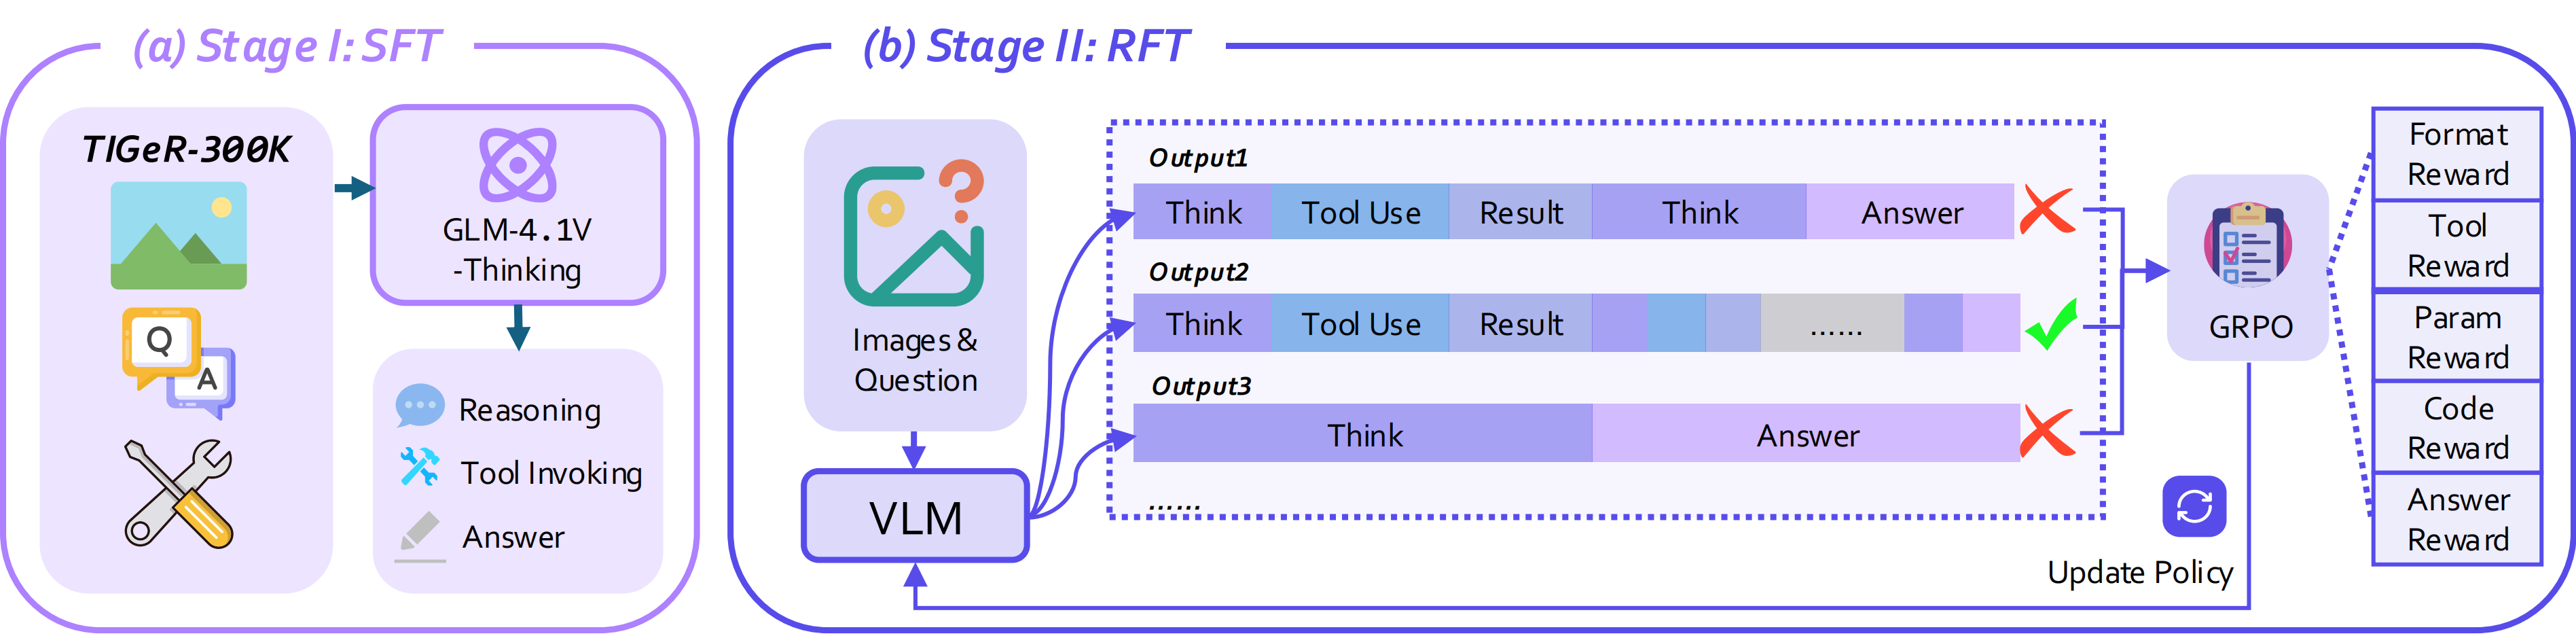 (a) Stage I: SFT
TIGeR-300K
Q
A
GLM-4.1V
-Thinking
Reasoning
Tool Invoking
Answer
(b) Stage II: RFT
Images &
Question
VLM
Output1
Think Tool Use Result Think Answer
Output2
Think Tool Use Result ......
Output3
Think Answer
......
GRPO
Update Policy
Format
Reward
Tool
Reward
Param
Reward
Code
Reward
Answer
Reward